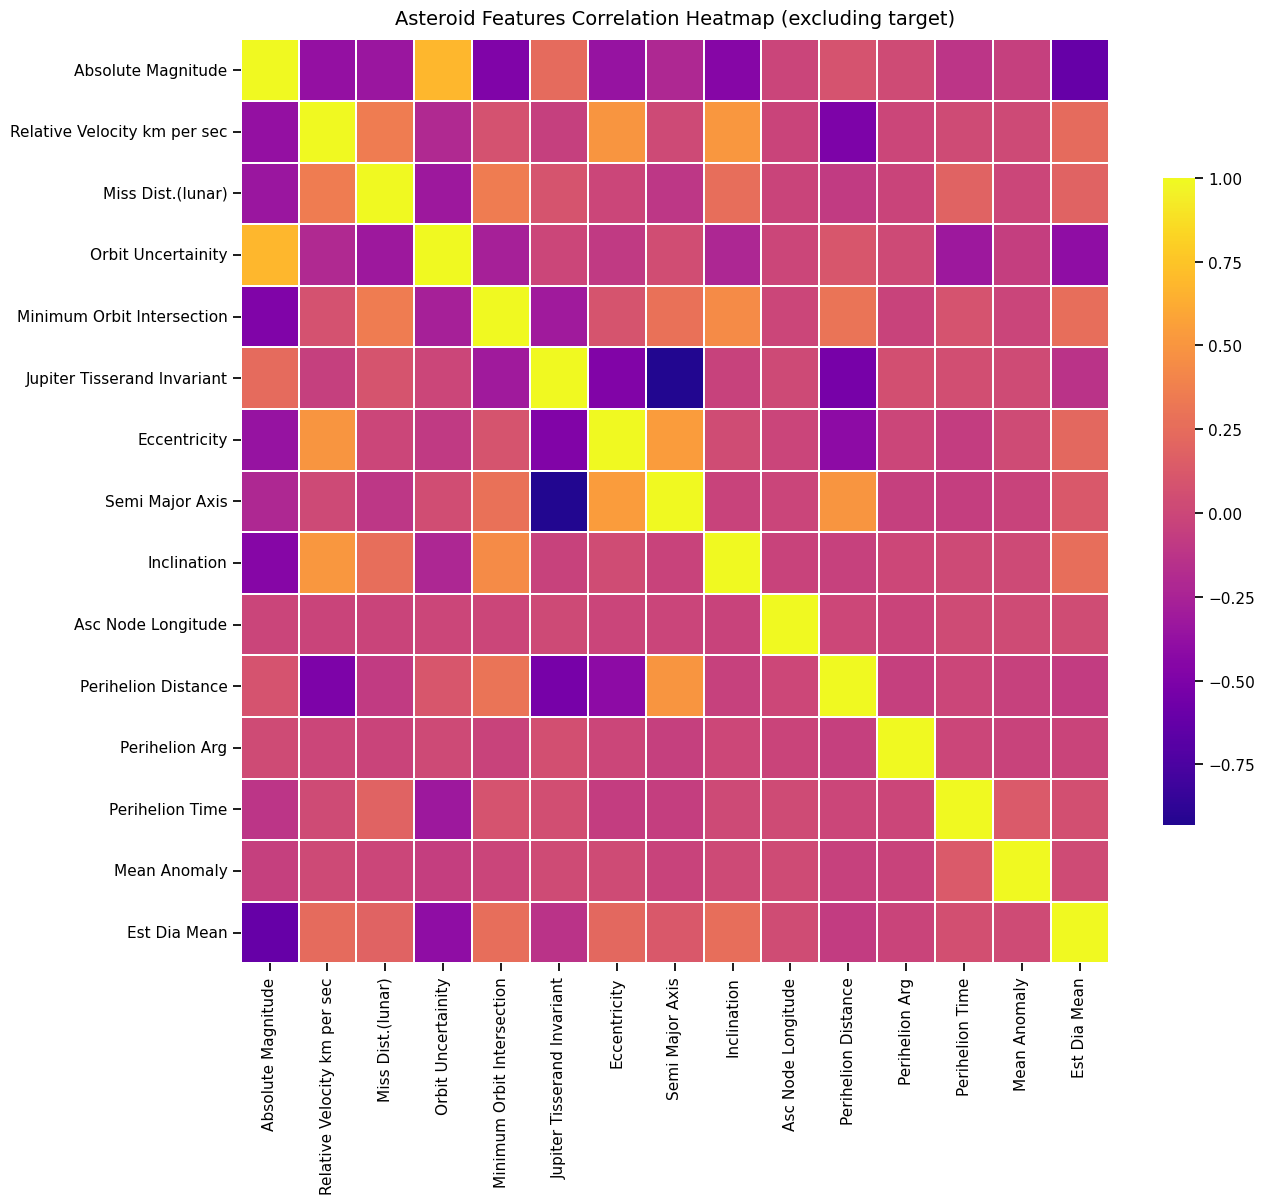 Asteroid Features Correlation Heatmap (excluding target)
Absolute Magnitude
Relative Velocity km per sec
Miss Dist.(lunar)
Orbit Uncertainity
Minimum Orbit Intersection
Jupiter Tisserand Invariant
Eccentricity
Semi Major Axis
Inclination
Asc Node Longitude
Perihelion Distance
Perihelion Arg
Perihelion Time
Mean Anomaly
Est Dia Mean
1.00
0.75
0.50
0.25
0.00
−0.25
−0.50
−0.75
Absolute Magnitude
Relative Velocity km per sec
Miss Dist.(lunar)
Orbit Uncertainity
Minimum Orbit Intersection
Jupiter Tisserand Invariant
Eccentricity
Semi Major Axis
Inclination
Asc Node Longitude
Perihelion Distance
Perihelion Arg
Perihelion Time
Mean Anomaly
Est Dia Mean